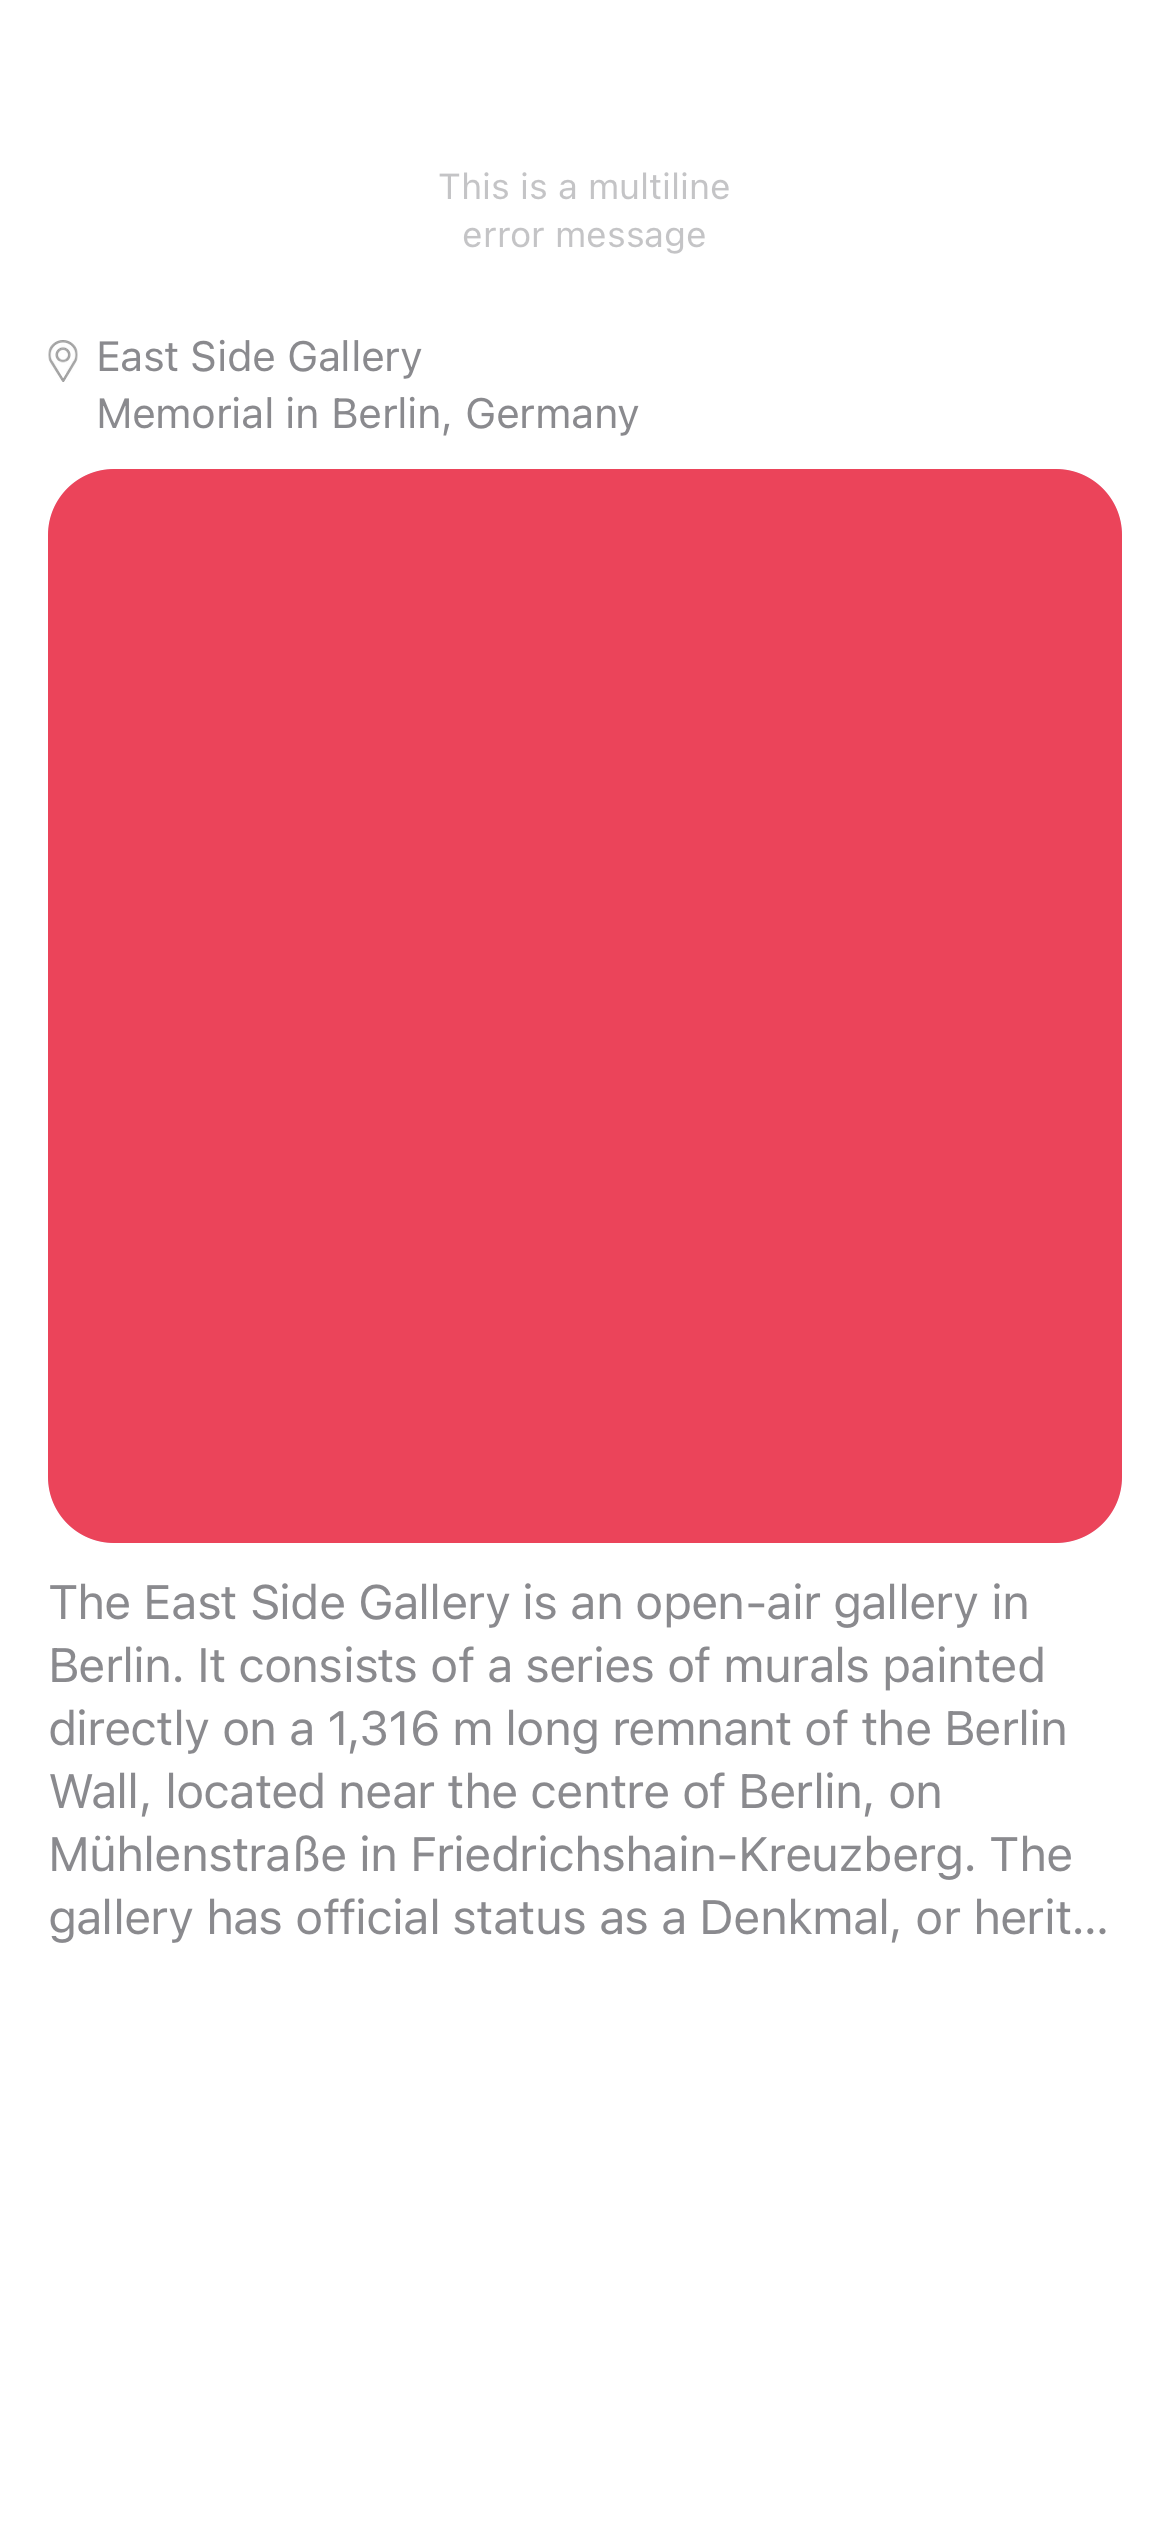 This is a multiline
error message
East Side Gallery
Memorial in Berlin, Germany
The East Side Gallery is an open-air gallery in
Berlin. It consists of a series of murals painted
directly on a 1,316 m long remnant of the Berlin
Wall, located near the centre of Berlin, on
Mühlenstraße in Friedrichshain-Kreuzberg. The
gallery has official status as a Denkmal, or herit...